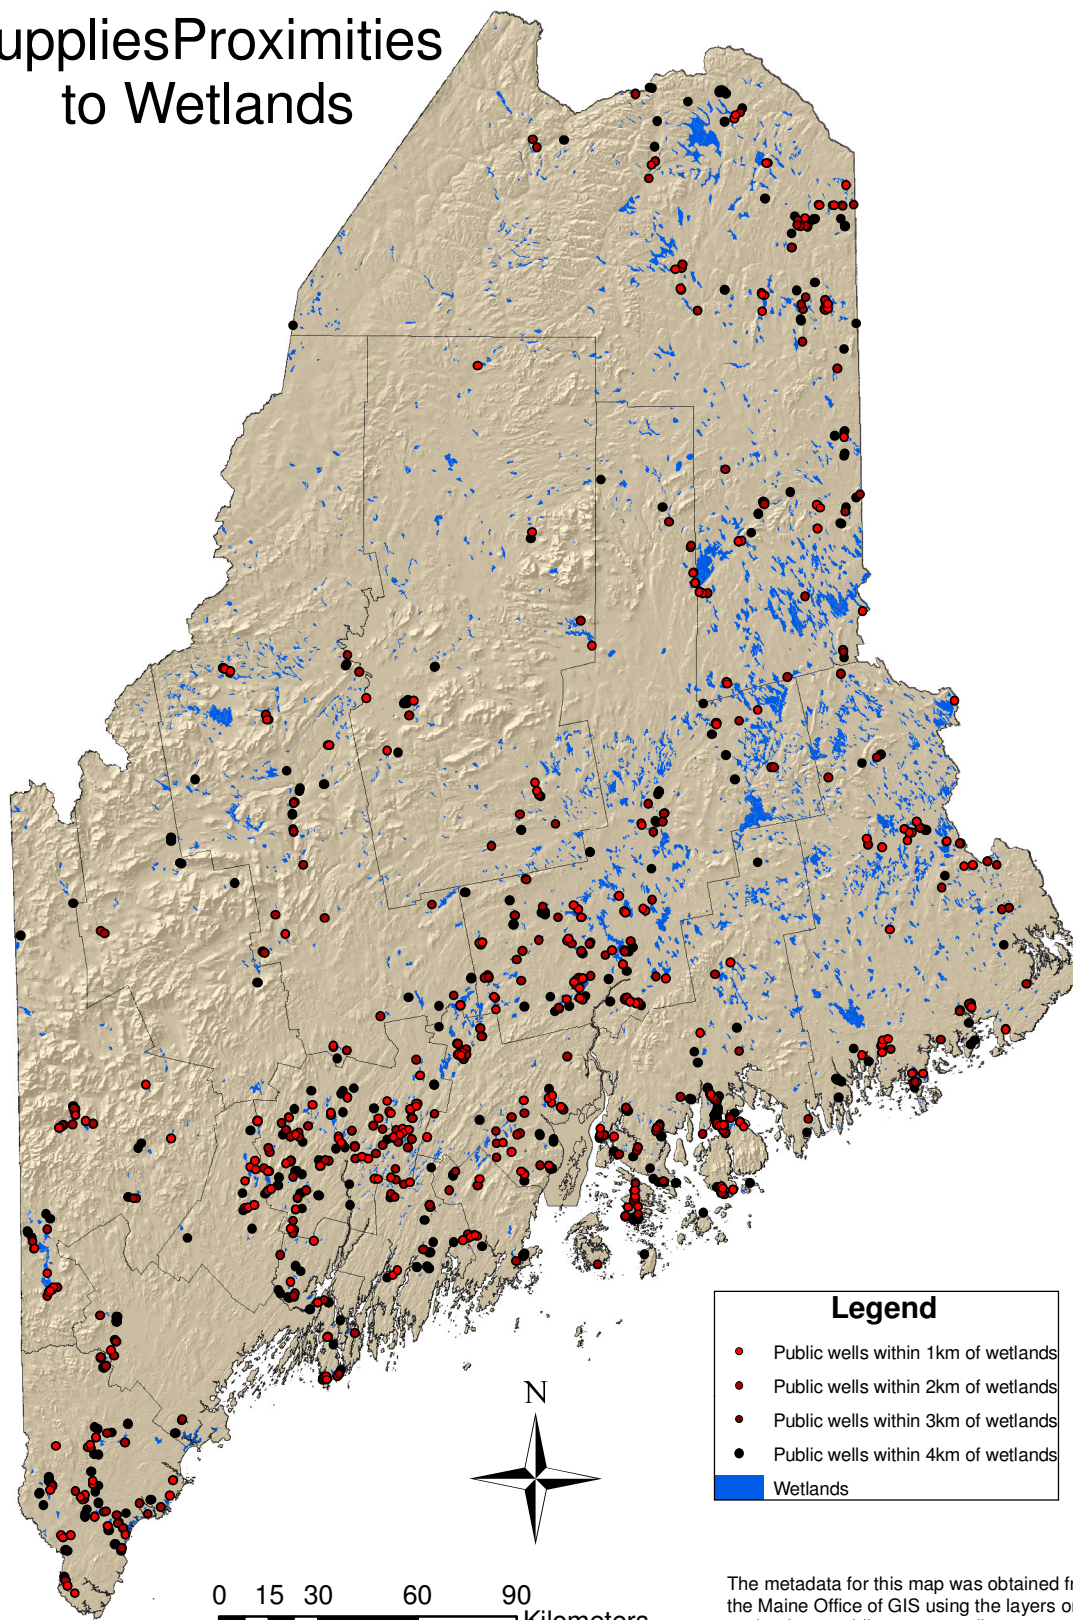 uppliesProximities
to Wetlands
Legend
Public wells within 1km of wetlands
Public wells within 2km of wetlands
Public wells within 3km of wetlands
Public wells within 4km of wetlands
Wetlands
N
0 15 30 60 90
Kilometers
The metadata for this map was obtained
the Maine Office of GIS using the layers